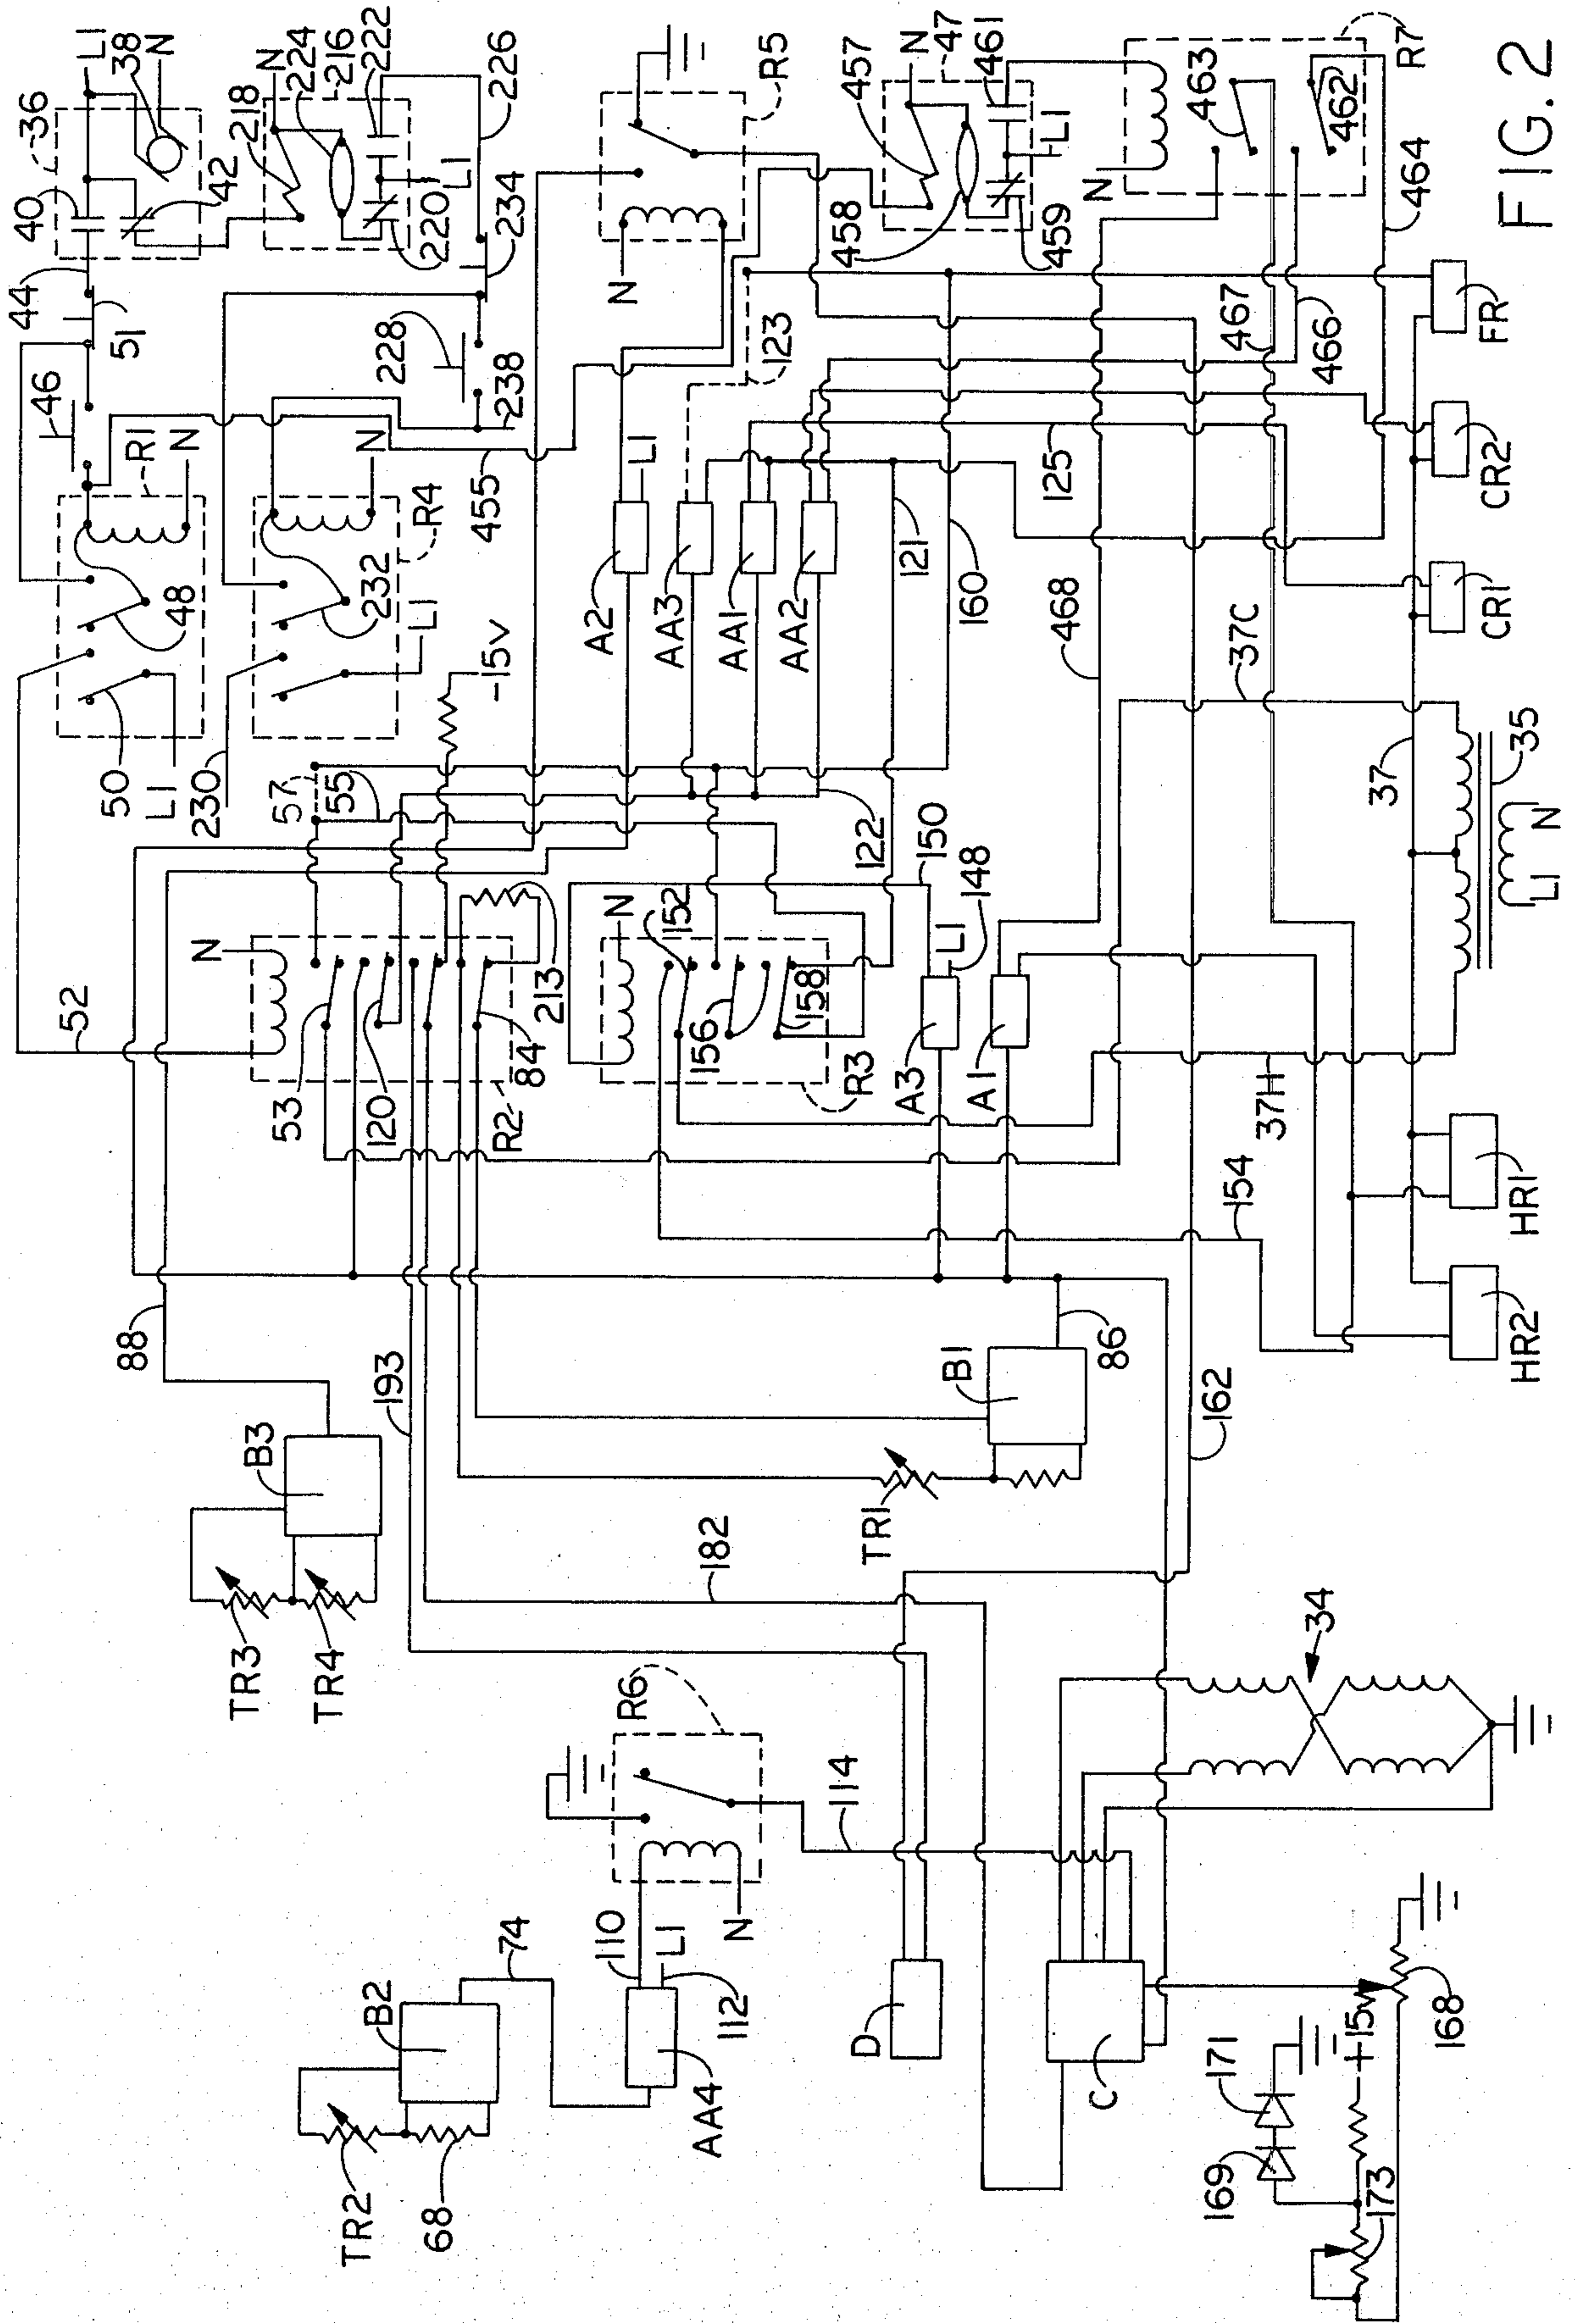 40
36
L1
44
38
N
51
42
46
218
N
224
216
222
R1
N
220
L1
226
48
228
234
50
L1
N
238
R4
232
L1
230
455
-15v
57
55
52
N
53
120
R2
84
213
88
193
B3
TR3
TR4
182
R5
N
123
457
N
47
461
458
L1
459
A2
L1
AA3
AA1
AA2
121
160
125
N
463
462
R7
464
467
466
468
FR
CR2
CR1
37C
122
150
N
152
148
L1
156
158
R3
A3
A1
37
35
L1
N
37H
154
HR1
HR2
86
B1
TR1
162
R6
114
110
L1
112
N
AA4
74
B2
TR2
68
D
C
34
+15v
168
171
169
173
FIG. 2